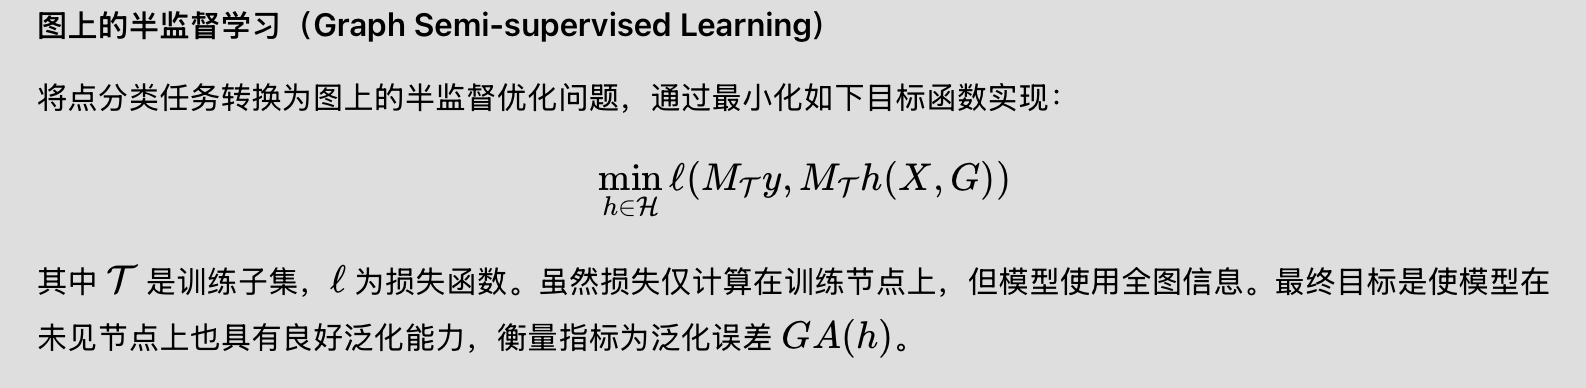 图上的半监督学习（Graph Semi-supervised Learning）
将点分类任务转换为图上的半监督优化问题，通过最小化如下目标函数实现：
min ℓ(M_𝒯 y, M_𝒯 h(X, G))
h∈ℋ
其中 𝒯 是训练子集，ℓ 为损失函数。虽然损失仅计算在训练节点上，但模型使用全图信息。最终目标是使模型在
未见节点上也具有良好泛化能力，衡量指标为泛化误差 GA(h)。